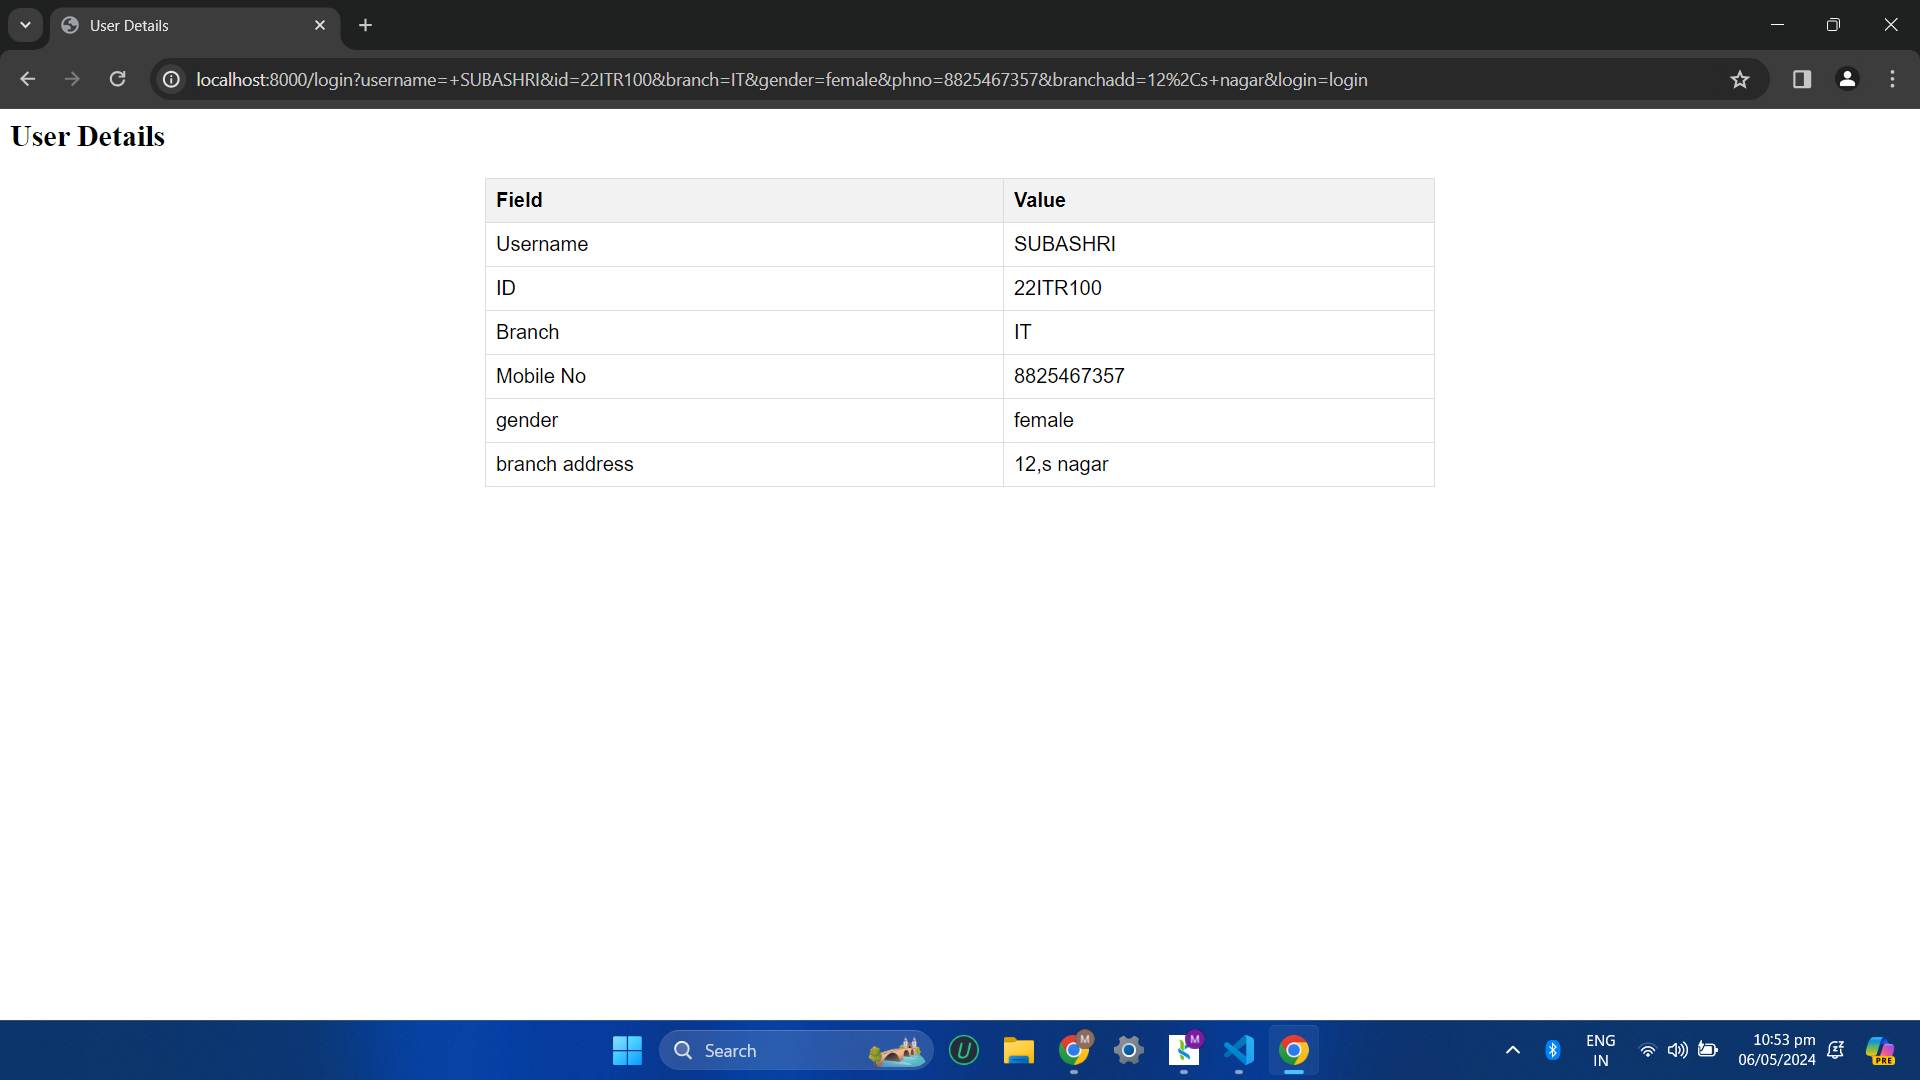 User Details
localhost:8000/login?username=+SUBASHRI&id=22ITR100&branch=IT&gender=female&phno=8825467357&branchadd=12%2Cs+nagar&login=login
User Details
Field Value
Username SUBASHRI
ID 22ITR100
Branch IT
Mobile No 8825467357
gender female
branch address 12,s nagar
Search
U
M
M
ENG
IN
10:53 pm
06/05/2024
PRE